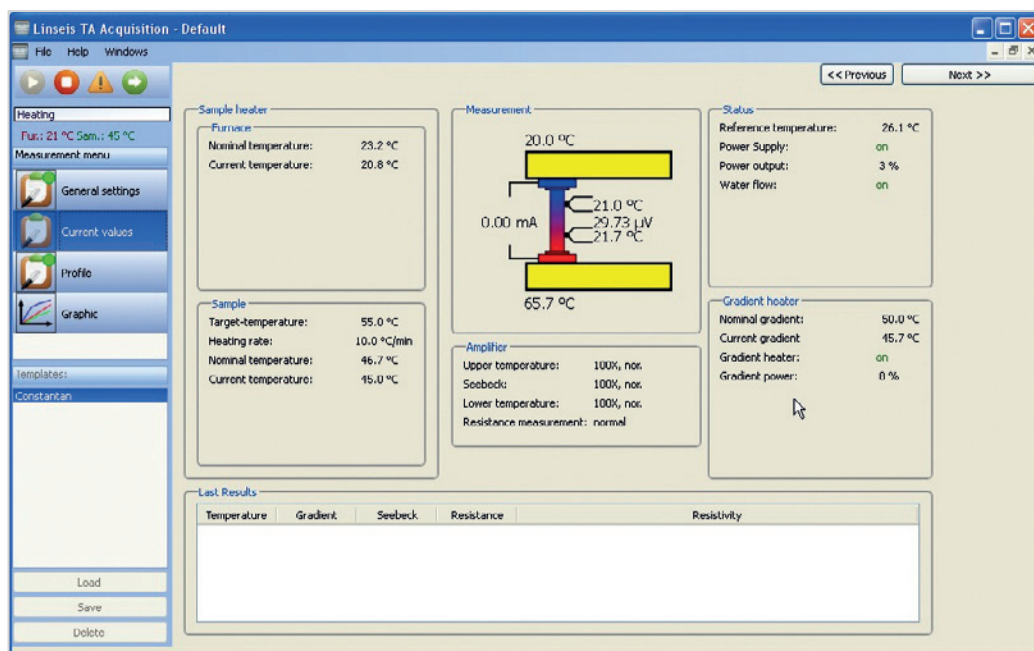 Linseis TA Acquisition - Default
File Help Windows
<< Previous Next >>
Heating
Fur.: 21 °C Sam.: 45 °C
Measurement menu
General settings
Current values
Profile
Graphic
Templates:
Constantan
Load
Save
Delete
Sample heater
Furnace
Nominal temperature: 23.2 °C
Current temperature: 20.8 °C
Sample
Target-temperature: 55.0 °C
Heating rate: 10.0 °C/min
Nominal temperature: 46.7 °C
Current temperature: 45.0 °C
Measurement
20.0 °C
21.0 °C
0.00 mA 29.73 µV
21.7 °C
65.7 °C
Amplifier
Upper temperature: 100X, nor.
Seebeck: 100X, nor.
Lower temperature: 100X, nor.
Resistance measurement: normal
Status
Reference temperature: 26.1 °C
Power Supply: on
Power output: 3 %
Water flow: on
Gradient heater
Nominal gradient: 50.0 °C
Current gradient 45.7 °C
Gradient heater: on
Gradient power: 0 %
Last Results
Temperature Gradient Seebeck Resistance Resistivity